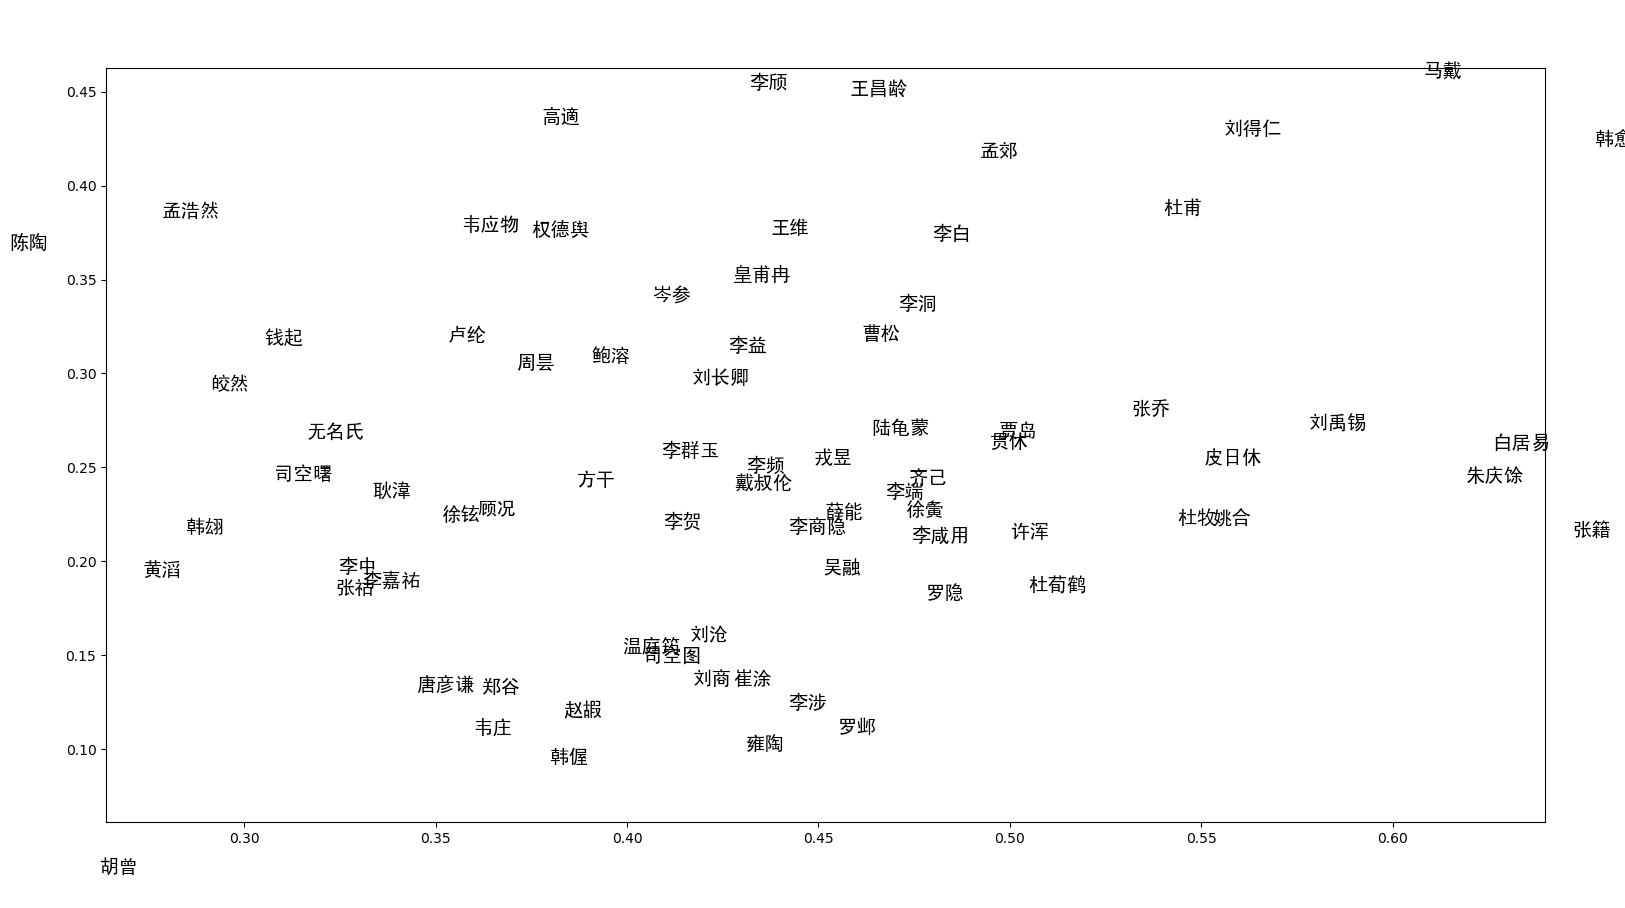 马戴
李颀
王昌龄
0.45
高適
刘得仁
韩愈
孟郊
0.40
杜甫
孟浩然
韦应物
权德舆
王维
李白
陈陶
皇甫冉
0.35
岑参
李洞
钱起
卢纶
曹松
李益
鲍溶
周昙
0.30
刘长卿
皎然
张乔
刘禹锡
无名氏
陆龟蒙
贾岛
贯休
白居易
李群玉
戎昱
皮日休
李频
0.25
司空曙
方干
戴叔伦
齐己
朱庆馀
耿湋
李端
徐铉
顾况
薛能
徐夤
李贺
杜牧
姚合
韩翃
李商隐
李咸用
许浑
张籍
0.20
黄滔
李中
吴融
张祜
李嘉祐
杜荀鹤
罗隐
刘沧
温庭筠
司空图
0.15
刘商
崔涂
唐彦谦
郑谷
李涉
赵嘏
韦庄
罗邺
雍陶
0.10
韩偓
0.30
0.35
0.40
0.45
0.50
0.55
0.60
胡曾